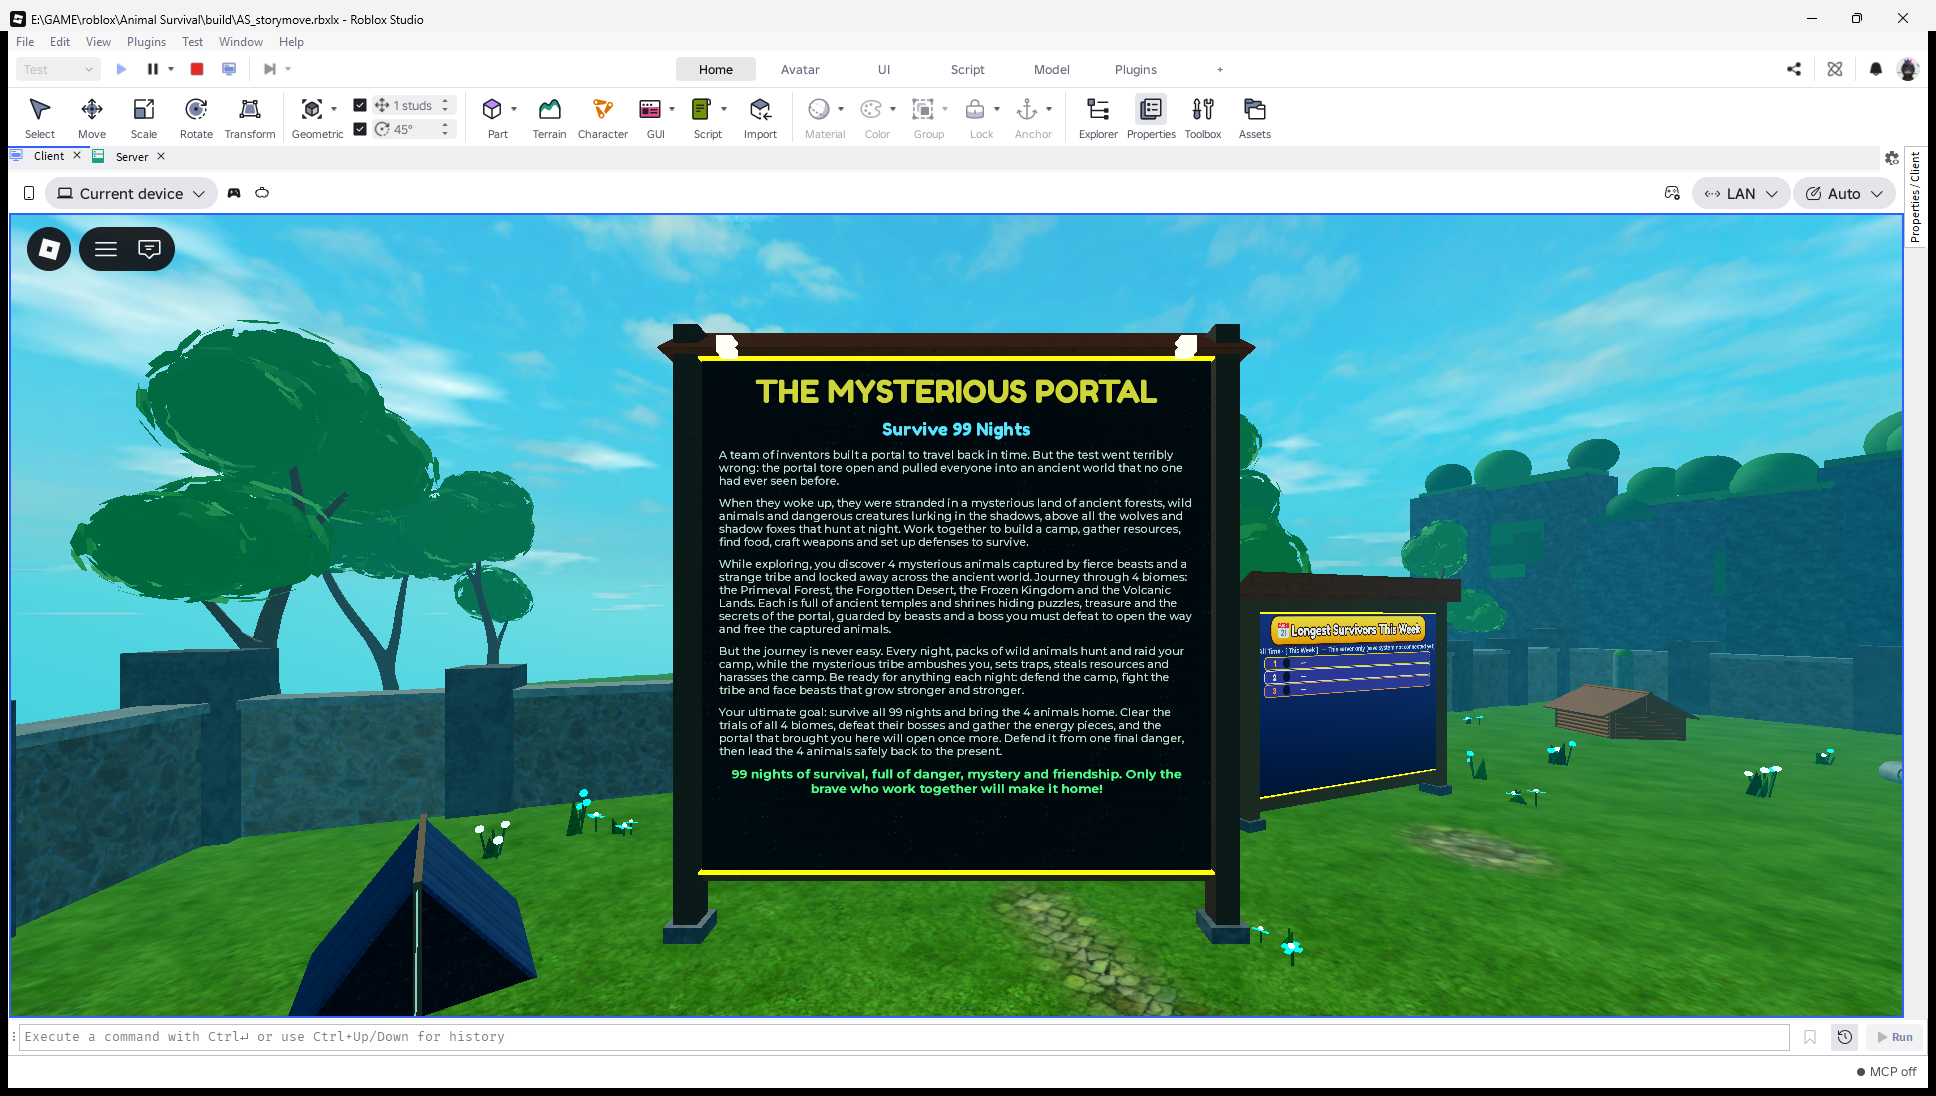 E:\GAME\roblox\Animal Survival\build\AS_storymove.rbxlx - Roblox Studio
File Edit View Plugins Test Window Help
Test
Home Avatar UI Script Model Plugins +
Select Move Scale Rotate Transform Geometric 1 studs 45° Part Terrain Character GUI Script Import Material Color Group Lock Anchor Explorer Properties Toolbox Assets
Client Server
Properties / Client
Current device LAN Auto
THE MYSTERIOUS PORTAL
Survive 99 Nights
A team of inventors built a portal to travel back in time. But the test went terribly
wrong: the portal tore open and pulled everyone into an ancient world that no one
had ever seen before.
When they woke up, they were stranded in a mysterious land of ancient forests, wild
animals and dangerous creatures lurking in the shadows, above all the wolves and
shadow foxes that hunt at night. Work together to build a camp, gather resources,
find food, craft weapons and set up defenses to survive.
While exploring, you discover 4 mysterious animals captured by fierce beasts and a
strange tribe and locked away across the ancient world. Journey through 4 biomes:
the Primeval Forest, the Forgotten Desert, the Frozen Kingdom and the Volcanic
Lands. Each is full of ancient temples and shrines hiding puzzles, treasure and the
secrets of the portal, guarded by beasts and a boss you must defeat to open the way
and free the captured animals.
But the journey is never easy. Every night, packs of wild animals hunt and raid your
camp, while the mysterious tribe ambushes you, sets traps, steals resources and
harasses the camp. Be ready for anything each night: defend the camp, fight the
tribe and face beasts that grow stronger and stronger.
Your ultimate goal: survive all 99 nights and bring the 4 animals home. Clear the
trials of all 4 biomes, defeat their bosses and gather the energy pieces, and the
portal that brought you here will open once more. Defend it from one final danger,
then lead the 4 animals safely back to the present.
99 nights of survival, full of danger, mystery and friendship. Only the
brave who work together will make it home!
21 Longest Survivors This Week
All Time · [ This Week ] — This server only (save system not connected
1 —
2 —
3 —
Execute a command with Ctrl↵ or use Ctrl+Up/Down for history
Run
MCP off